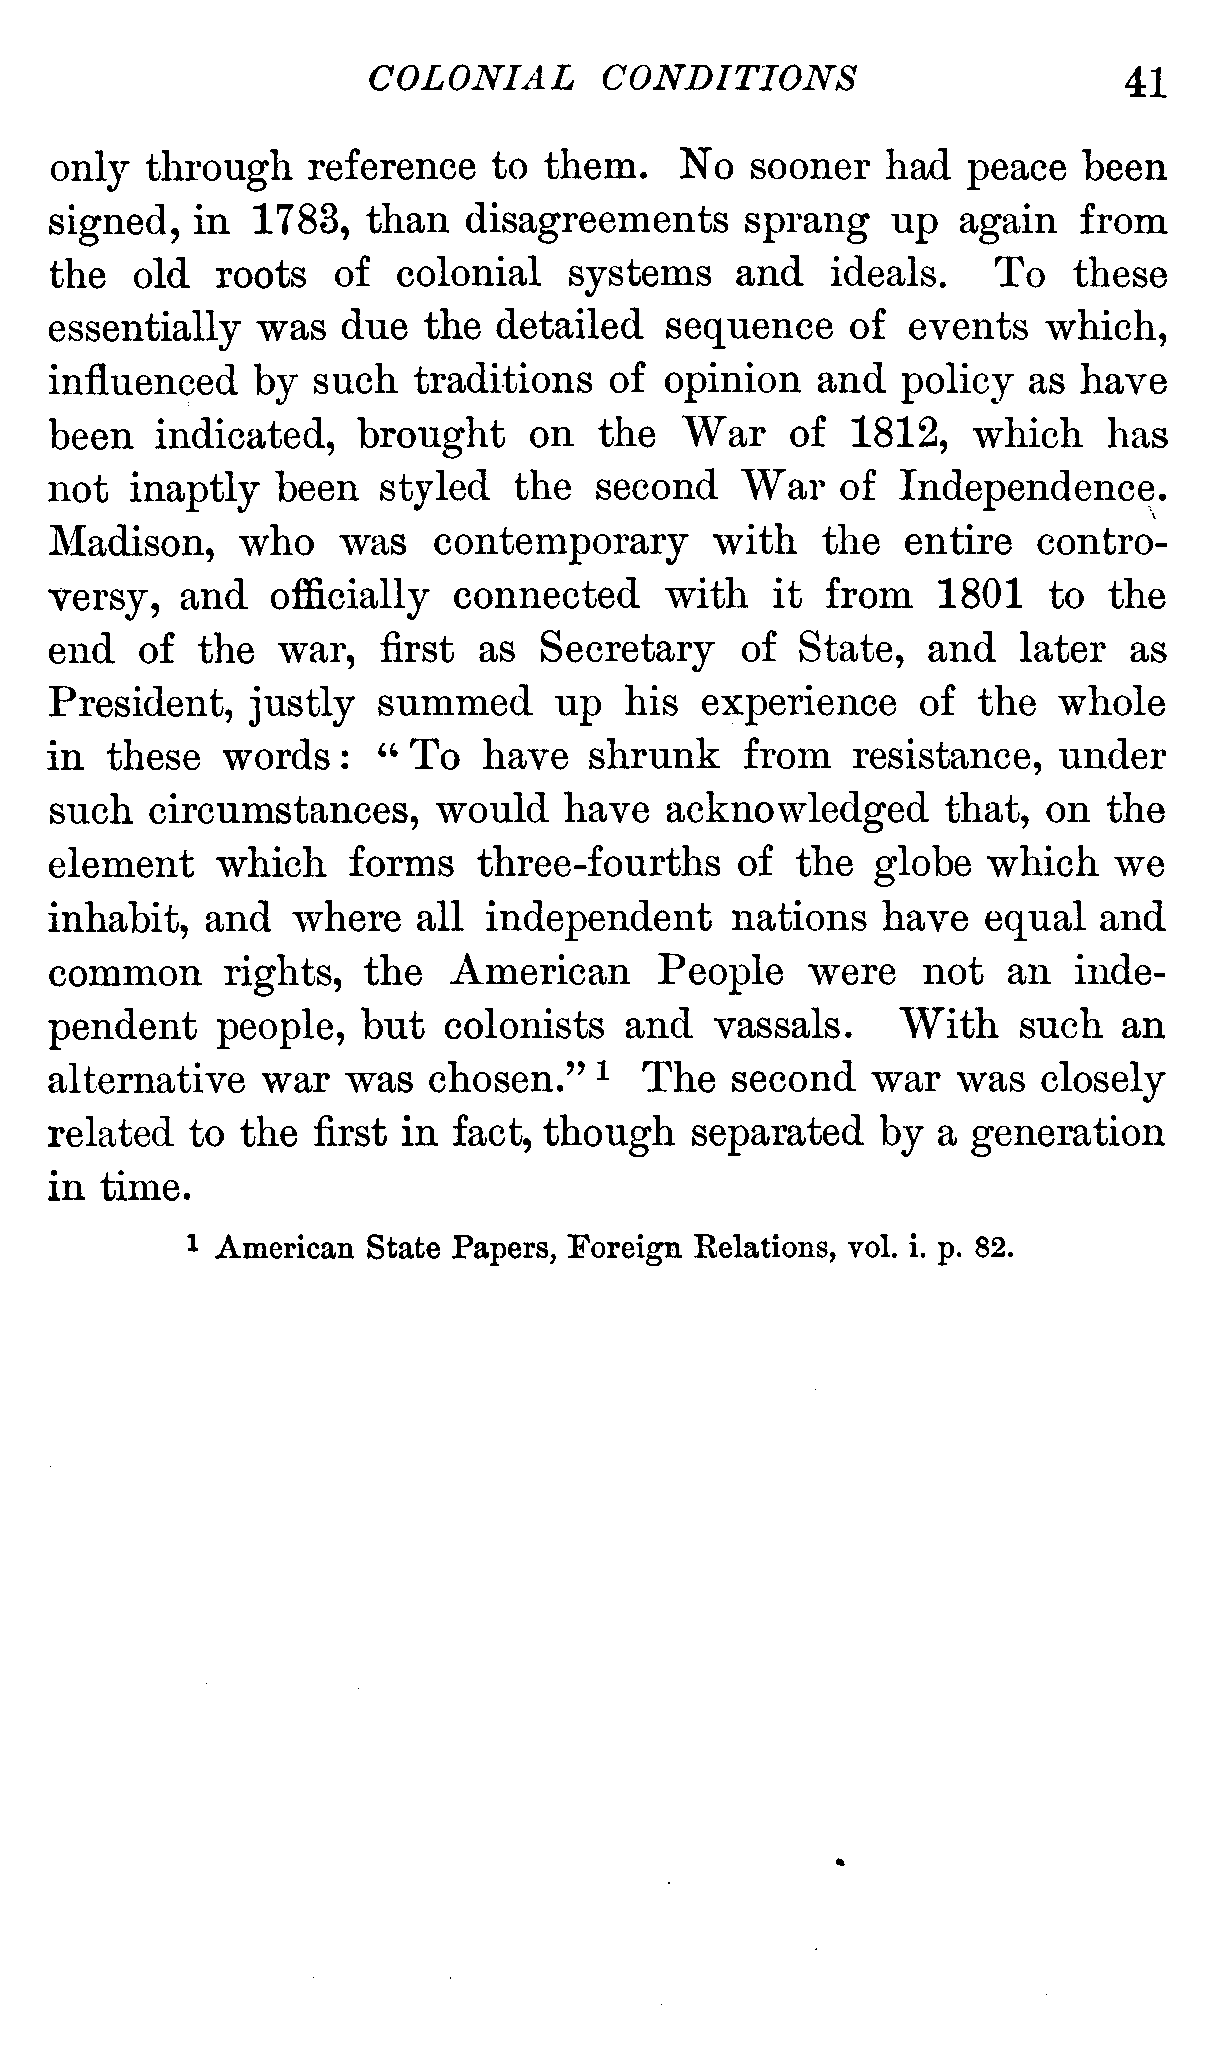 COLONIAL CONDITIONS 41
only through reference to them. No sooner had peace been
signed, in 1783, than disagreements sprang up again from
the old roots of colonial systems and ideals. To these
essentially was due the detailed sequence of events which,
influenced by such traditions of opinion and policy as have
been indicated, brought on the War of 1812, which has
not inaptly been styled the second War of Independence.
Madison, who was contemporary with the entire contro-
versy, and officially connected with it from 1801 to the
end of the war, first as Secretary of State, and later as
President, justly summed up his experience of the whole
in these words: “To have shrunk from resistance, under
such circumstances, would have acknowledged that, on the
element which forms three-fourths of the globe which we
inhabit, and where all independent nations have equal and
common rights, the American People were not an inde-
pendent people, but colonists and vassals. With such an
alternative war was chosen.” ¹ The second war was closely
related to the first in fact, though separated by a generation
in time.
¹ American State Papers, Foreign Relations, vol. i. p. 82.